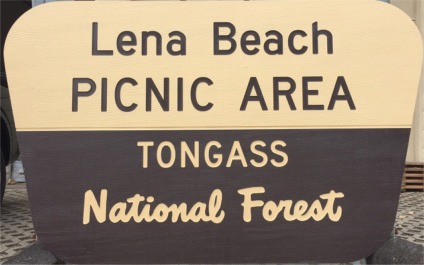 Lena Beach
PICNIC AREA
TONGASS
National Forest